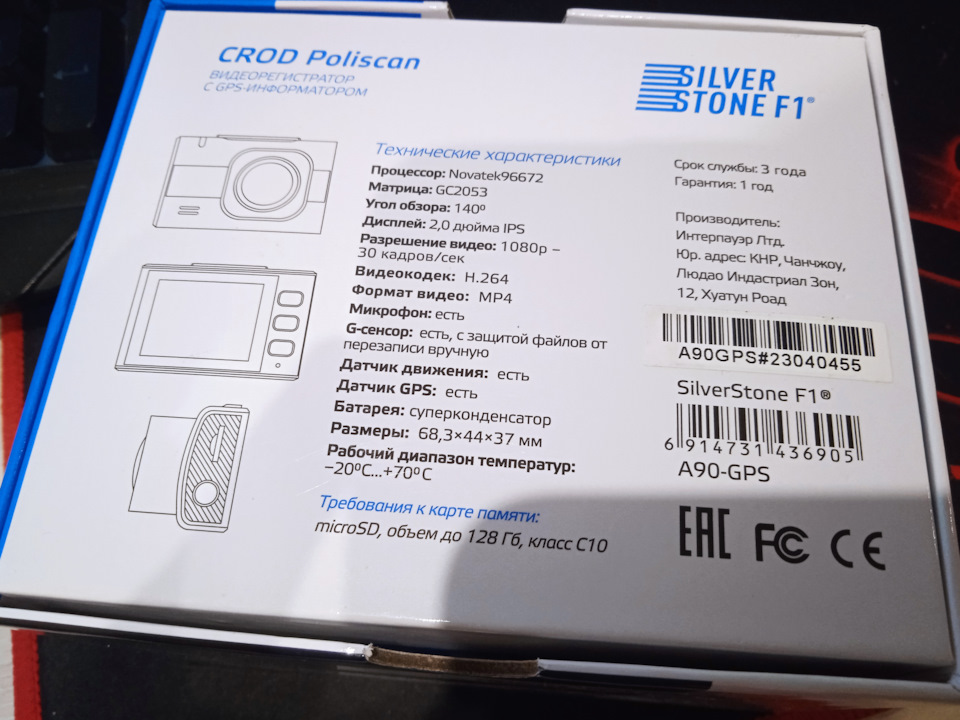 CROD Poliscan
ВИДЕОРЕГИСТРАТОР
С GPS-ИНФОРМАТОРОМ
SILVER
STONE F1®
Технические характеристики
Процессор: Novatek96672
Матрица: GC2053
Угол обзора: 140º
Дисплей: 2,0 дюйма IPS
Разрешение видео: 1080p –
30 кадров/сек
Видеокодек: H.264
Формат видео: MP4
Микрофон: есть
G-сенсор: есть, с защитой файлов от
перезаписи вручную
Датчик движения: есть
Датчик GPS: есть
Батарея: суперконденсатор
Размеры: 68,3×44×37 мм
Рабочий диапазон температур:
–20ºC...+70ºC
Требования к карте памяти:
microSD, объем до 128 Гб, класс C10
Срок службы: 3 года
Гарантия: 1 год
Производитель:
Интерпауэр Лтд.
Юр. адрес: КНР, Чанчжоу,
Людао Индастриал Зон,
12, Хуатун Роад
A90GPS#23040455
SilverStone F1®
6 914731 436905
A90-GPS
EAC FC CE